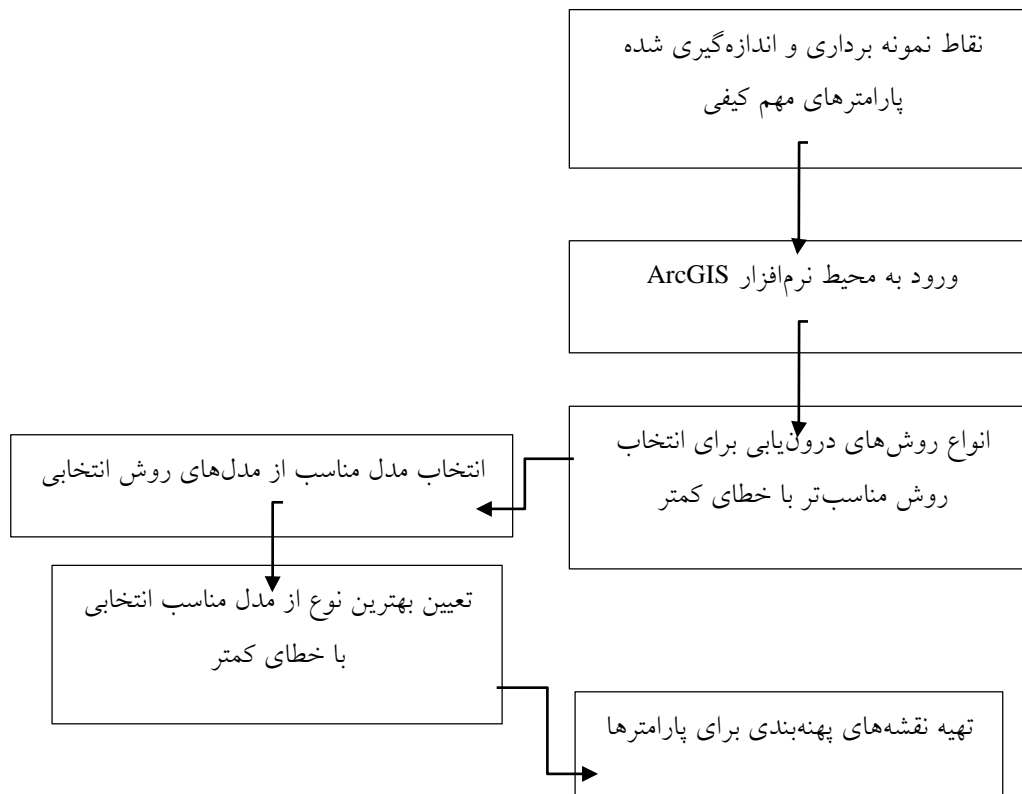 نقاط نمونه برداری و اندازه‌گیری شده
پارامترهای مهم کیفی
ورود به محیط نرم‌افزار ArcGIS
انواع روش‌های درون‌یابی برای انتخاب
روش مناسب‌تر با خطای کمتر
انتخاب مدل مناسب از مدل‌های روش انتخابی
تعیین بهترین نوع از مدل مناسب انتخابی
با خطای کمتر
تهیه نقشه‌های پهنه‌بندی برای پارامترها